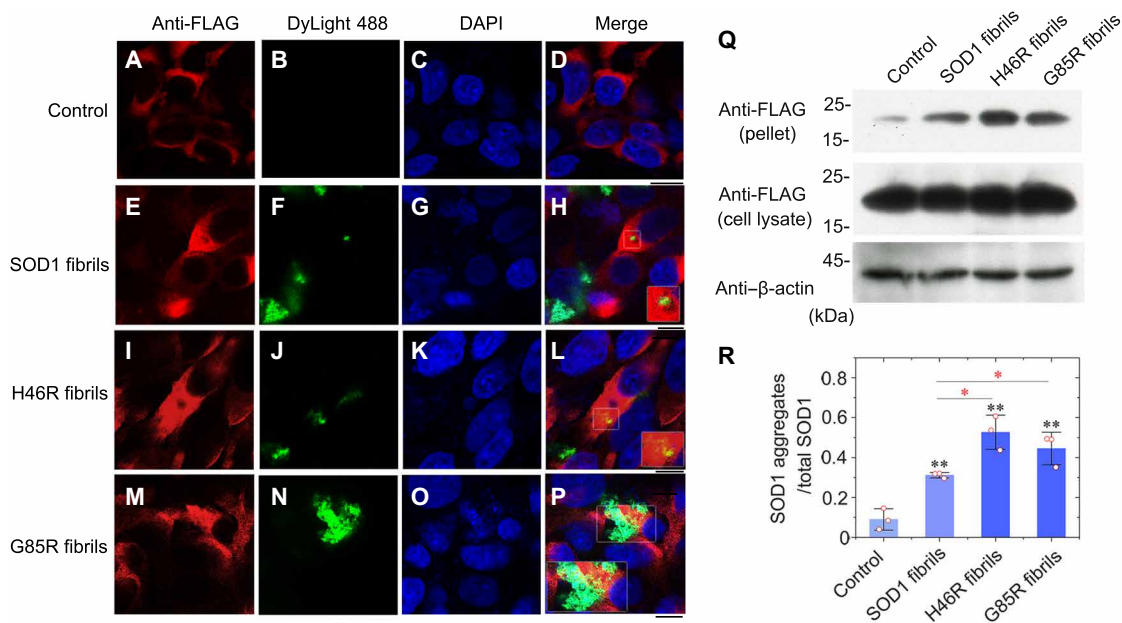 Anti-FLAG DyLight 488 DAPI Merge
Control
A B C D
SOD1 fibrils
E F G H
H46R fibrils
I J K L
G85R fibrils
M N O P
Q
Control SOD1 fibrils H46R fibrils G85R fibrils
Anti-FLAG
(pellet)
25-
15-
Anti-FLAG
(cell lysate)
25-
15-
Anti–β-actin
45-
(kDa)
R
SOD1 aggregates
/total SOD1
0.8
0.6
0.4
0.2
0
*
*
**
**
**
Control SOD1 fibrils H46R fibrils G85R fibrils